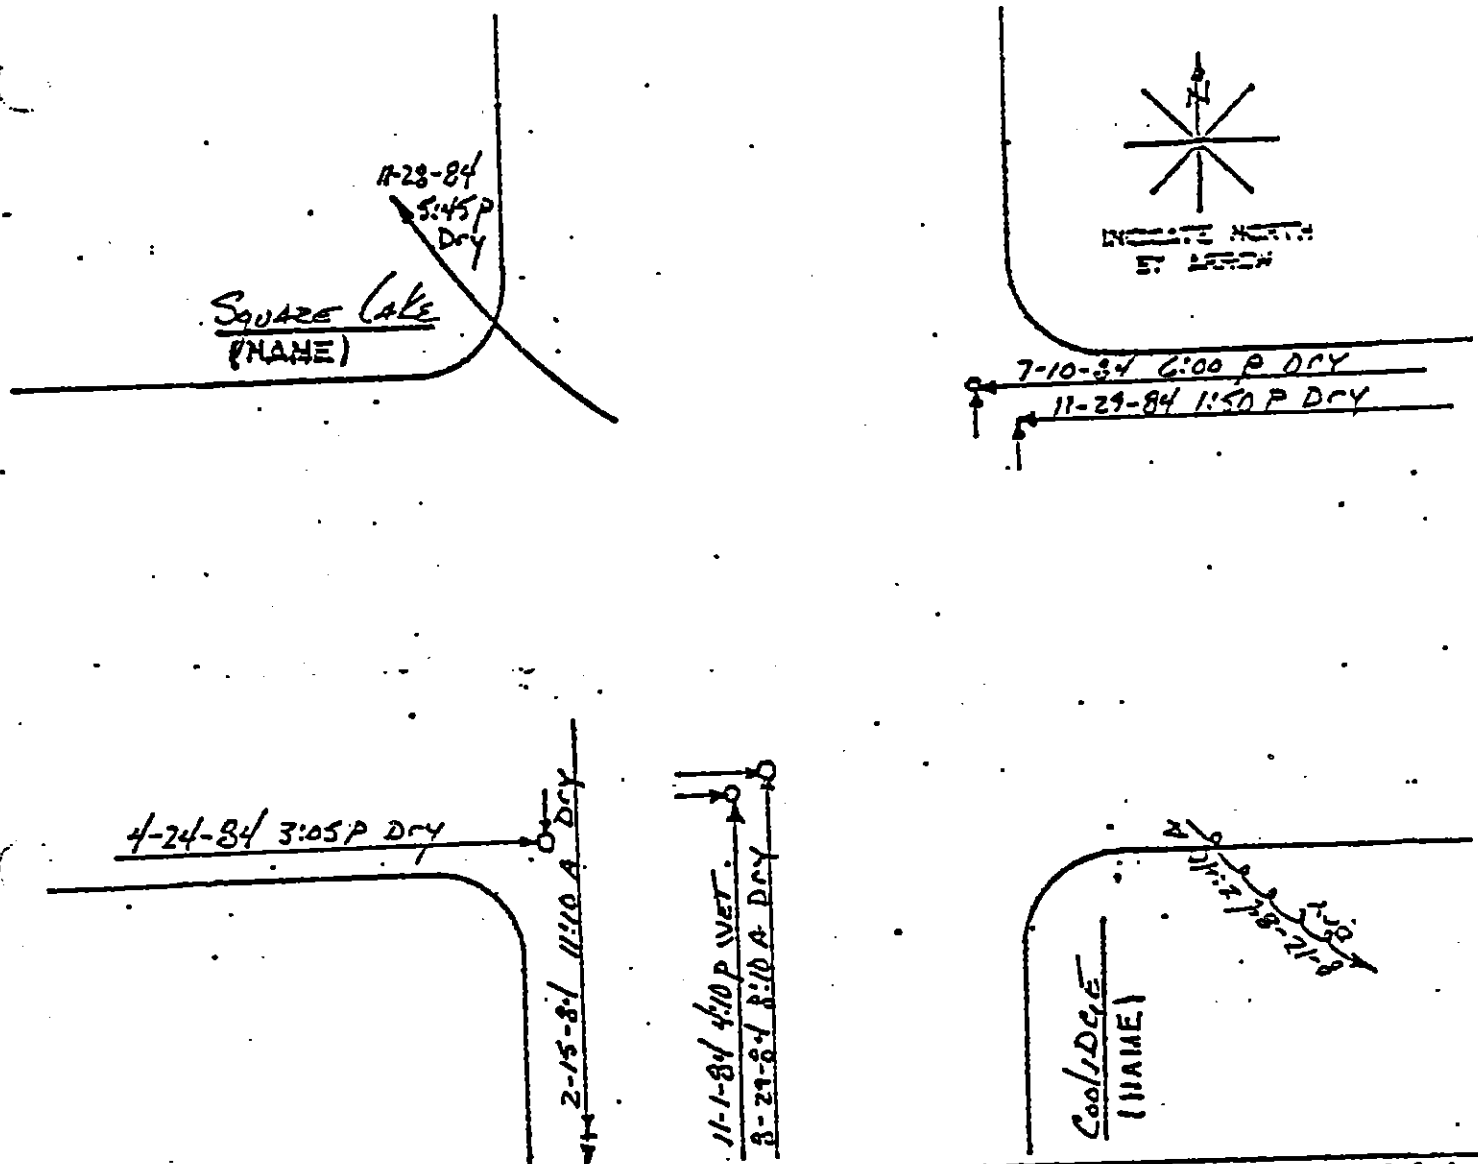 N
11-28-84
5:45 P
Dry
SQUARE LAKE
(NAME)
INDICATE NORTH
BY ARROW
7-10-84 6:00 P Dry
11-29-84 1:50 P Dry
4-24-84 3:05 P Dry
2-15-84 11:10 A Dry
11-1-84 4:10 P WET.
8-29-84 8:10 A Dry
COOLIDGE
(NAME)